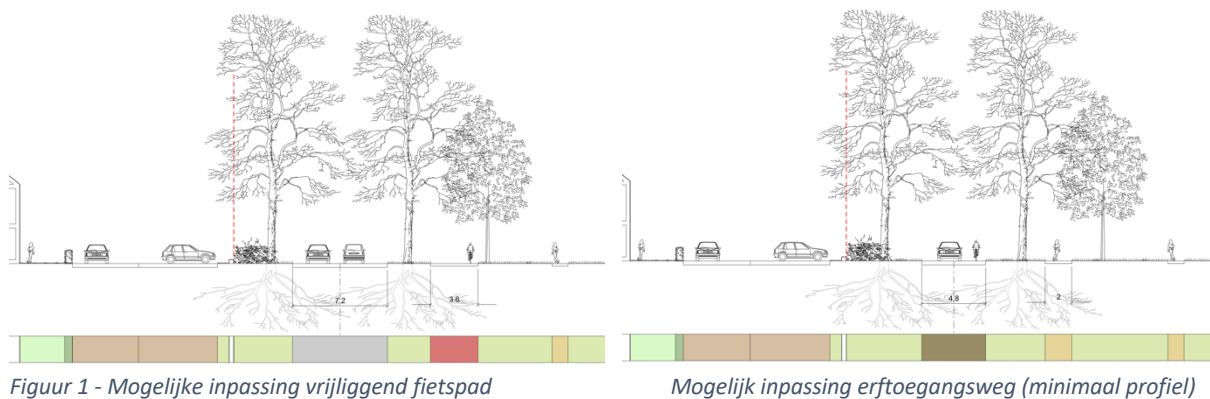 7.2
3.6
4.8
2
Figuur 1 - Mogelijke inpassing vrijliggend fietspad
Mogelijk inpassing erftoegangsweg (minimaal profiel)